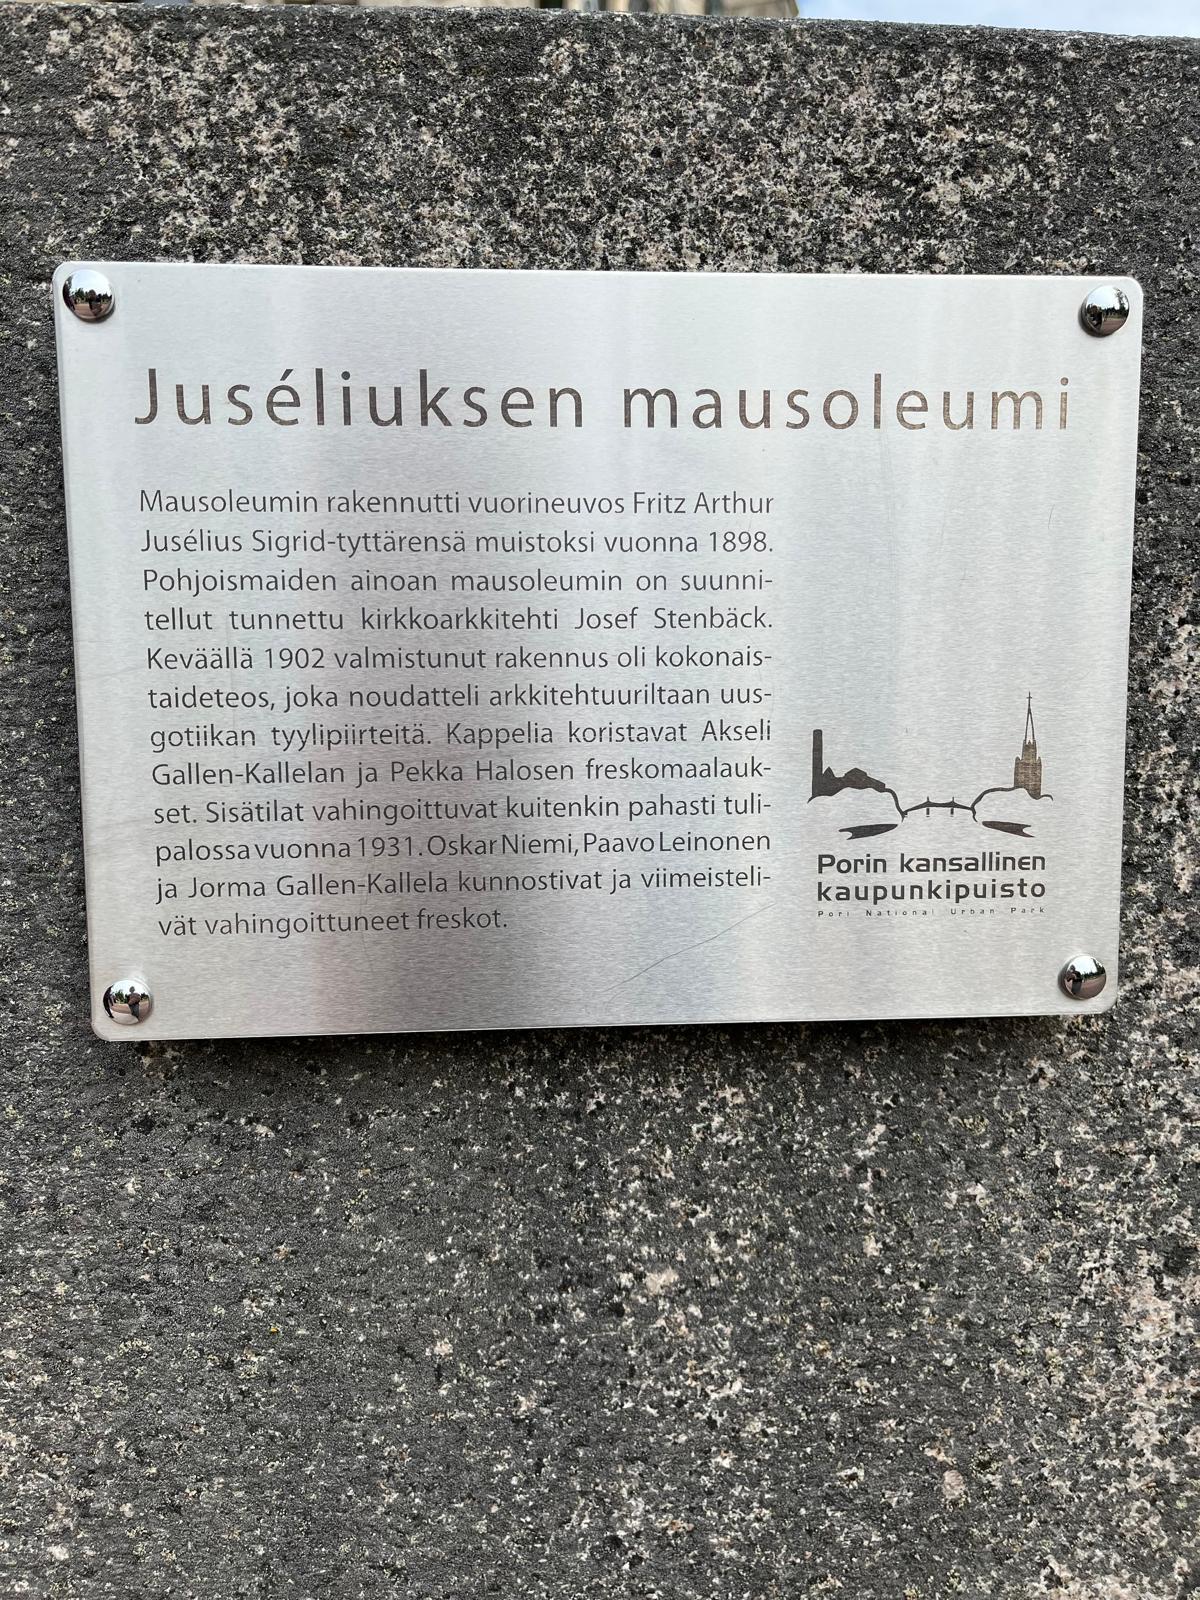 Juséliuksen mausoleumi
Mausoleumin rakennutti vuorineuvos Fritz Arthur
Jusélius Sigrid-tyttärensä muistoksi vuonna 1898.
Pohjoismaiden ainoan mausoleumin on suunni-
tellut tunnettu kirkkoarkkitehti Josef Stenbäck.
Keväällä 1902 valmistunut rakennus oli kokonais-
taideteos, joka noudatteli arkkitehtuuriltaan uus-
gotiikan tyylipiirteitä. Kappelia koristavat Akseli
Gallen-Kallelan ja Pekka Halosen freskomaalauk-
set. Sisätilat vahingoittuvat kuitenkin pahasti tuli-
palossa vuonna 1931. Oskar Niemi, Paavo Leinonen
ja Jorma Gallen-Kallela kunnostivat ja viimeisteli-
vät vahingoittuneet freskot.
Porin kansallinen
kaupunkipuisto
Pori National Urban Park